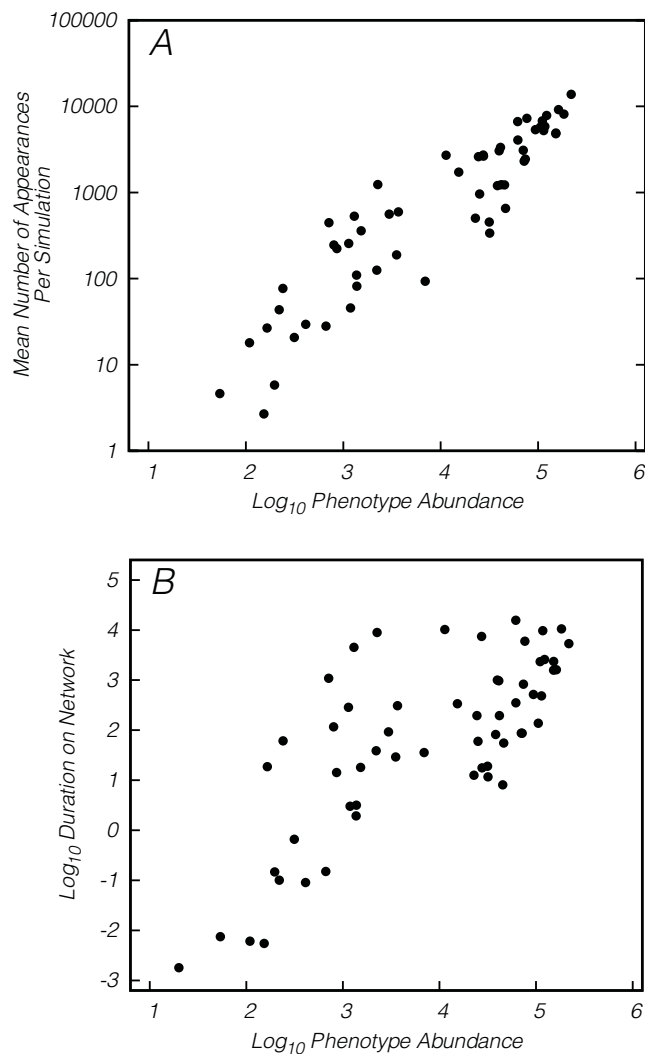 A
100000
10000
1000
100
10
1
Mean Number of Appearances
Per Simulation
1 2 3 4 5 6
Log₁₀ Phenotype Abundance
B
5
4
3
2
1
0
-1
-2
-3
Log₁₀ Duration on Network
1 2 3 4 5 6
Log₁₀ Phenotype Abundance